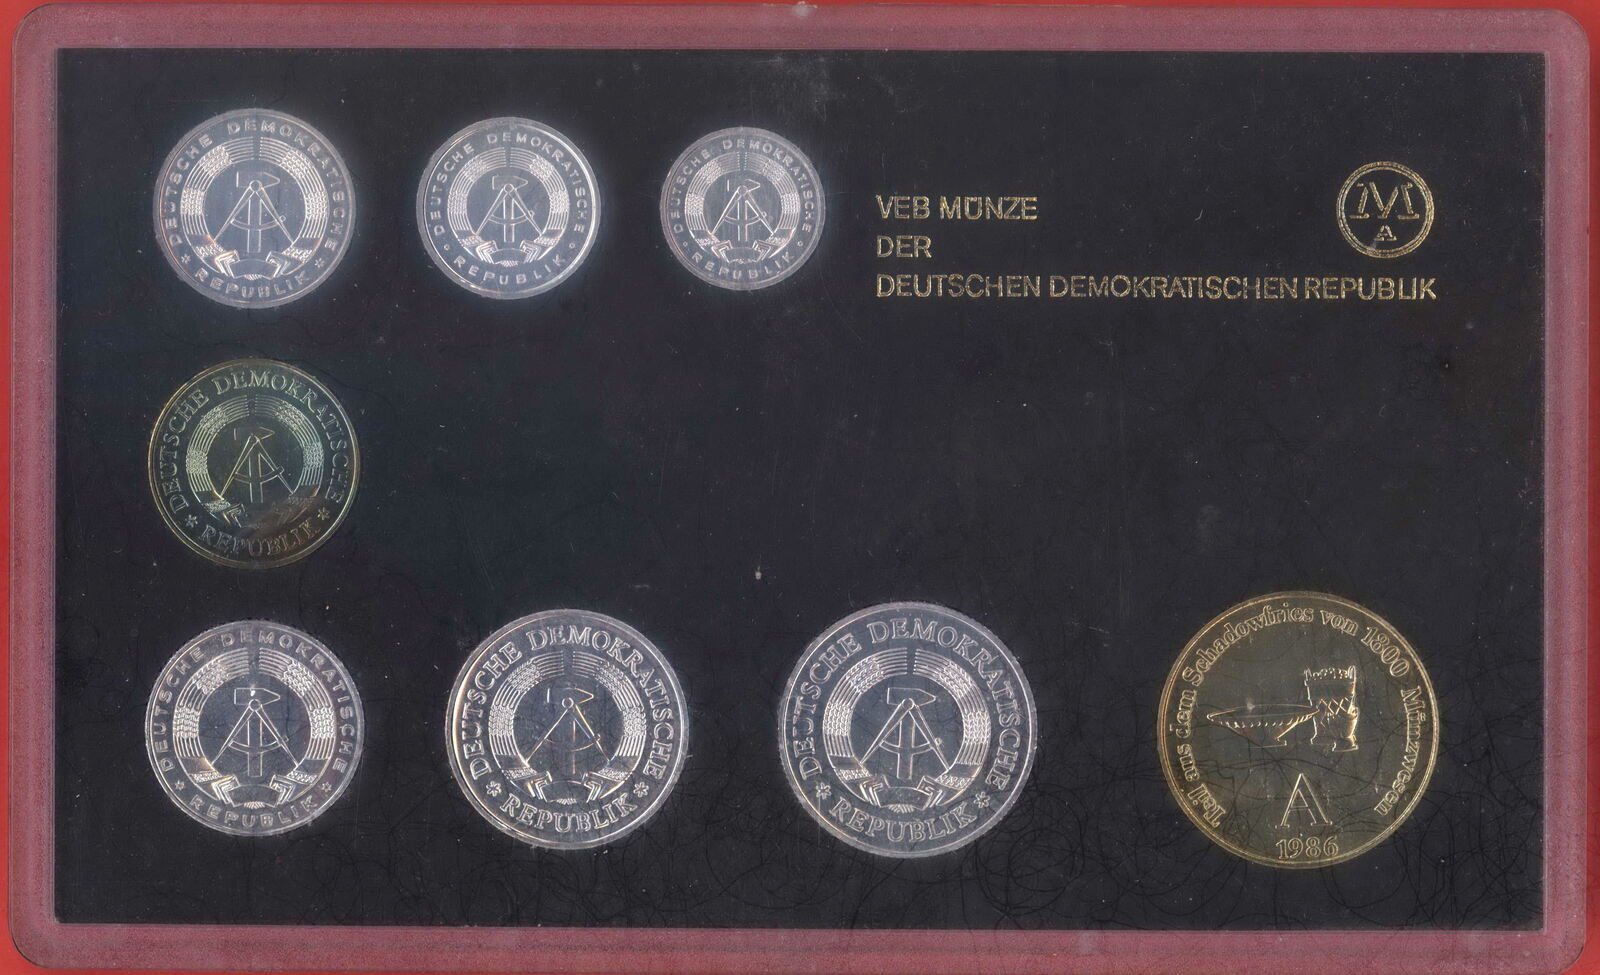 * DEUTSCHE DEMOKRATISCHE * REPUBLIK
• DEUTSCHE DEMOKRATISCHE • REPUBLIK
• DEUTSCHE DEMOKRATISCHE • REPUBLIK
VEB MÜNZE
DER
DEUTSCHEN DEMOKRATISCHEN REPUBLIK
M
A
* DEUTSCHE DEMOKRATISCHE * REPUBLIK
* DEUTSCHE DEMOKRATISCHE * REPUBLIK
* DEUTSCHE DEMOKRATISCHE * REPUBLIK
* DEUTSCHE DEMOKRATISCHE * REPUBLIK
Teil aus dem Schadowfries von 1800 Münzwesen
A
1986